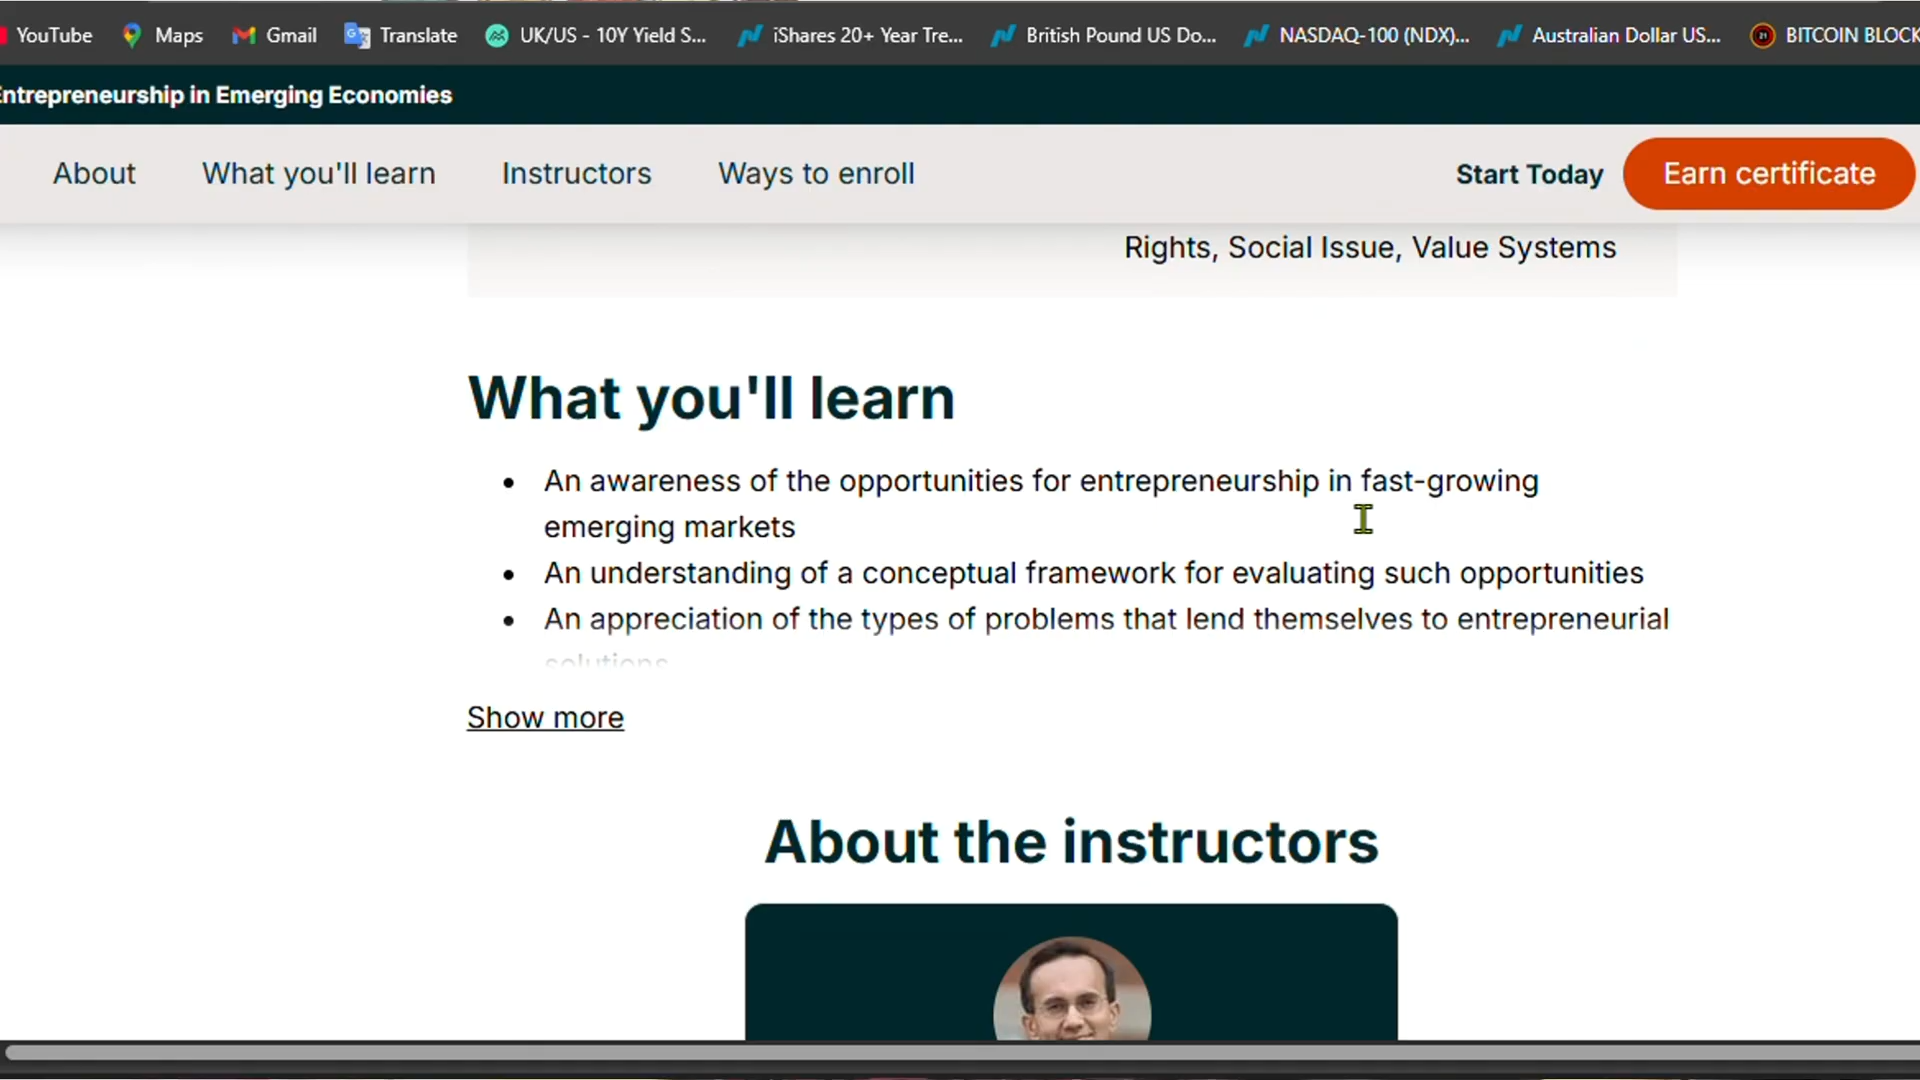 YouTube Maps Gmail Translate UK/US - 10Y Yield S... iShares 20+ Year Tre... British Pound US Do... NASDAQ-100 (NDX)... Australian Dollar US... BITCOIN BLOCK
Entrepreneurship in Emerging Economies
About What you'll learn Instructors Ways to enroll Start Today Earn certificate
Rights, Social Issue, Value Systems
What you'll learn
• An awareness of the opportunities for entrepreneurship in fast-growing
emerging markets
• An understanding of a conceptual framework for evaluating such opportunities
• An appreciation of the types of problems that lend themselves to entrepreneurial
solutions
Show more
About the instructors